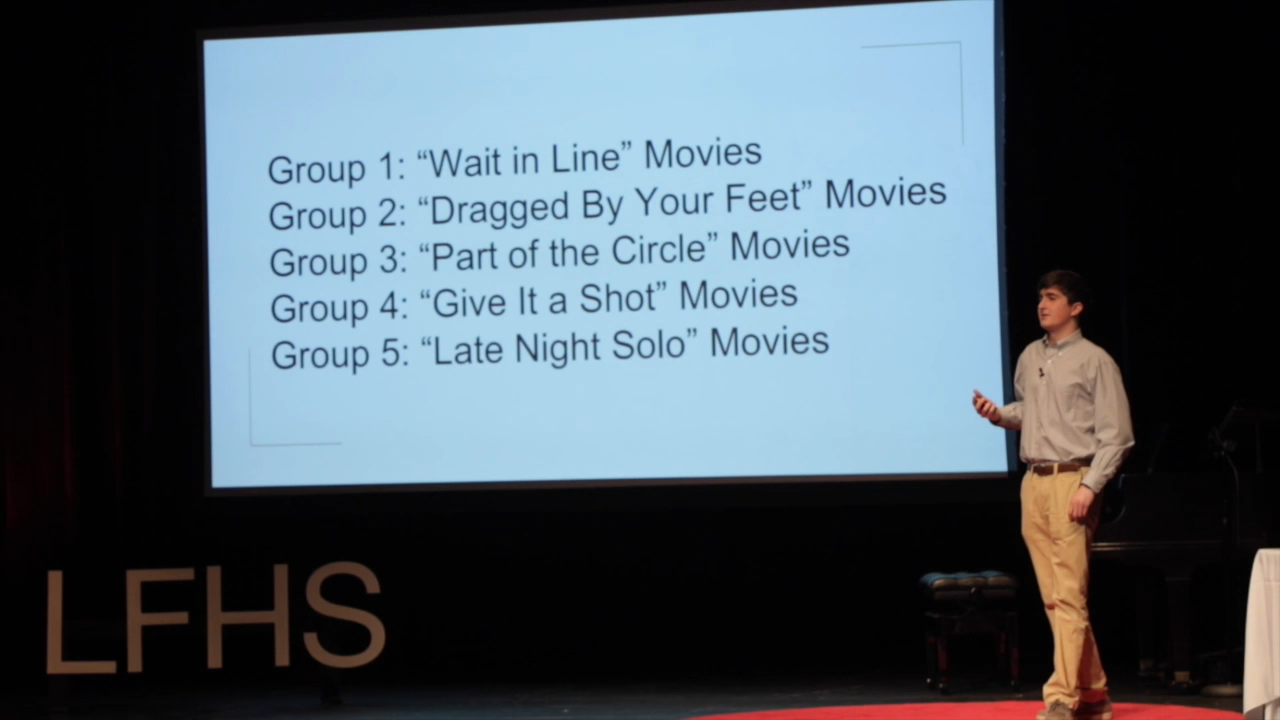 Group 1: “Wait in Line” Movies
Group 2: “Dragged By Your Feet” Movies
Group 3: “Part of the Circle” Movies
Group 4: “Give It a Shot” Movies
Group 5: “Late Night Solo” Movies
LFHS